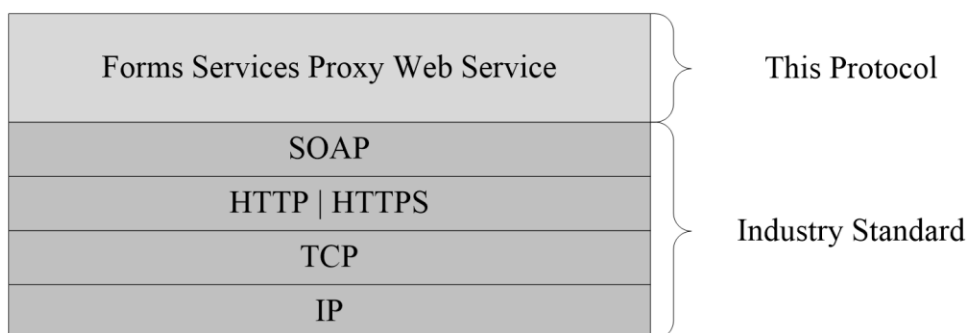 Forms Services Proxy Web Service
This Protocol
SOAP
HTTP | HTTPS
TCP
IP
Industry Standard